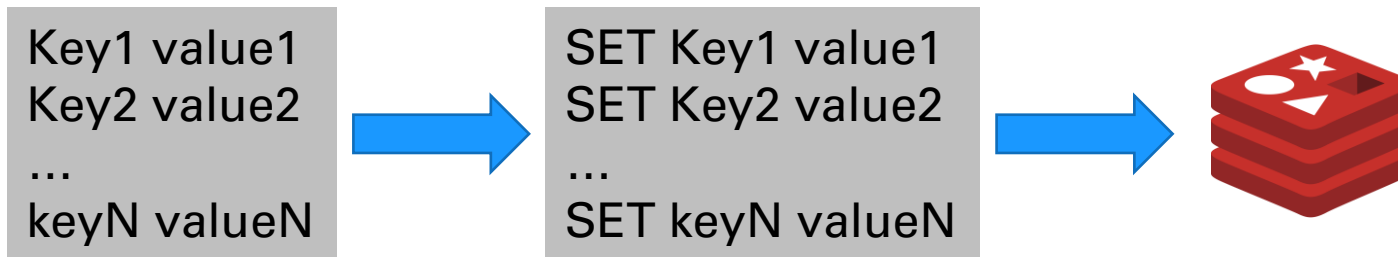 Key1 value1
Key2 value2
...
keyN valueN
SET Key1 value1
SET Key2 value2
...
SET keyN valueN